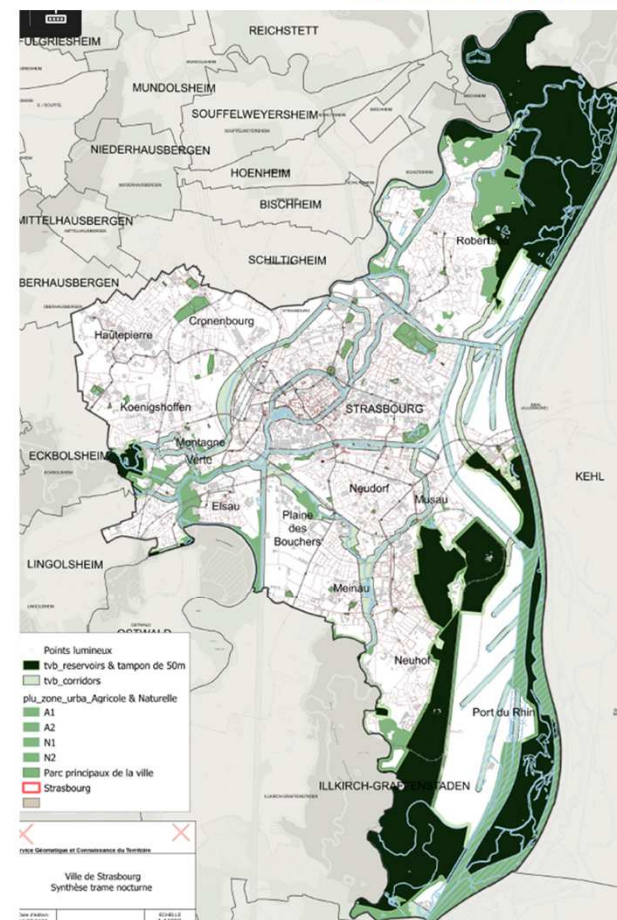 REICHSTETT
FULGRIESHEIM
MUNDOLSHEIM
SOUFFELWEYERSHEIM
NIEDERHAUSBERGEN
HOENHEIM
BISCHHEIM
MITTELHAUSBERGEN
SCHILTIGHEIM
BERHAUSBERGEN
Robertsau
Cronenbourg
Hautepierre
Koenigshoffen
STRASBOURG
ECKBOLSHEIM
Montagne
Verte
KEHL
Elsau
Neudorf
Musau
Plaine
des
Bouchers
LINGOLSHEIM
Meinau
OSTWALD
Neuhof
Port du Rhin
ILLKIRCH-GRAFFENSTADEN
Points lumineux
tvb_reservoirs & tampon de 50m
tvb_corridors
plu_zone_urba_Agricole & Naturelle
A1
A2
N1
N2
Parc principaux de la ville
Strasbourg
ervice Géomatique et Connaissance du Territoire
Ville de Strasbourg
Synthèse trame nocturne
ECHELLE